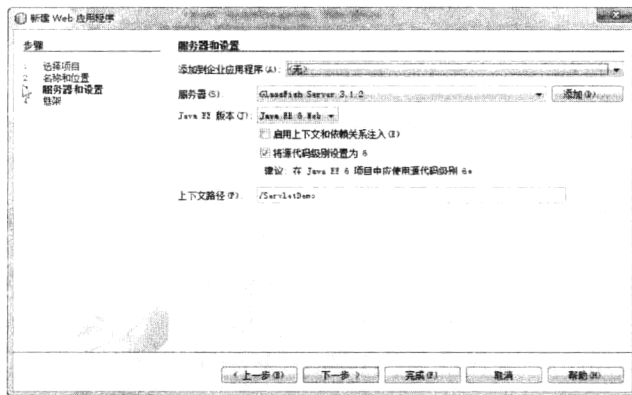 新建 Web 应用程序
步骤
1. 选择项目
2. 名称和位置
3. 服务器和设置
4. 框架
服务器和设置
添加到企业应用程序(A): <无>
服务器(S): GlassFish Server 3.1.2 添加(D)...
Java EE 版本(J): Java EE 6 Web
启用上下文和依赖关系注入(E)
将源代码级别设置为 6
建议: 在 Java EE 6 项目中应使用源代码级别 6。
上下文路径(P): /ServletDemo
< 上一步(B) 下一步 > 完成(F) 取消 帮助(H)